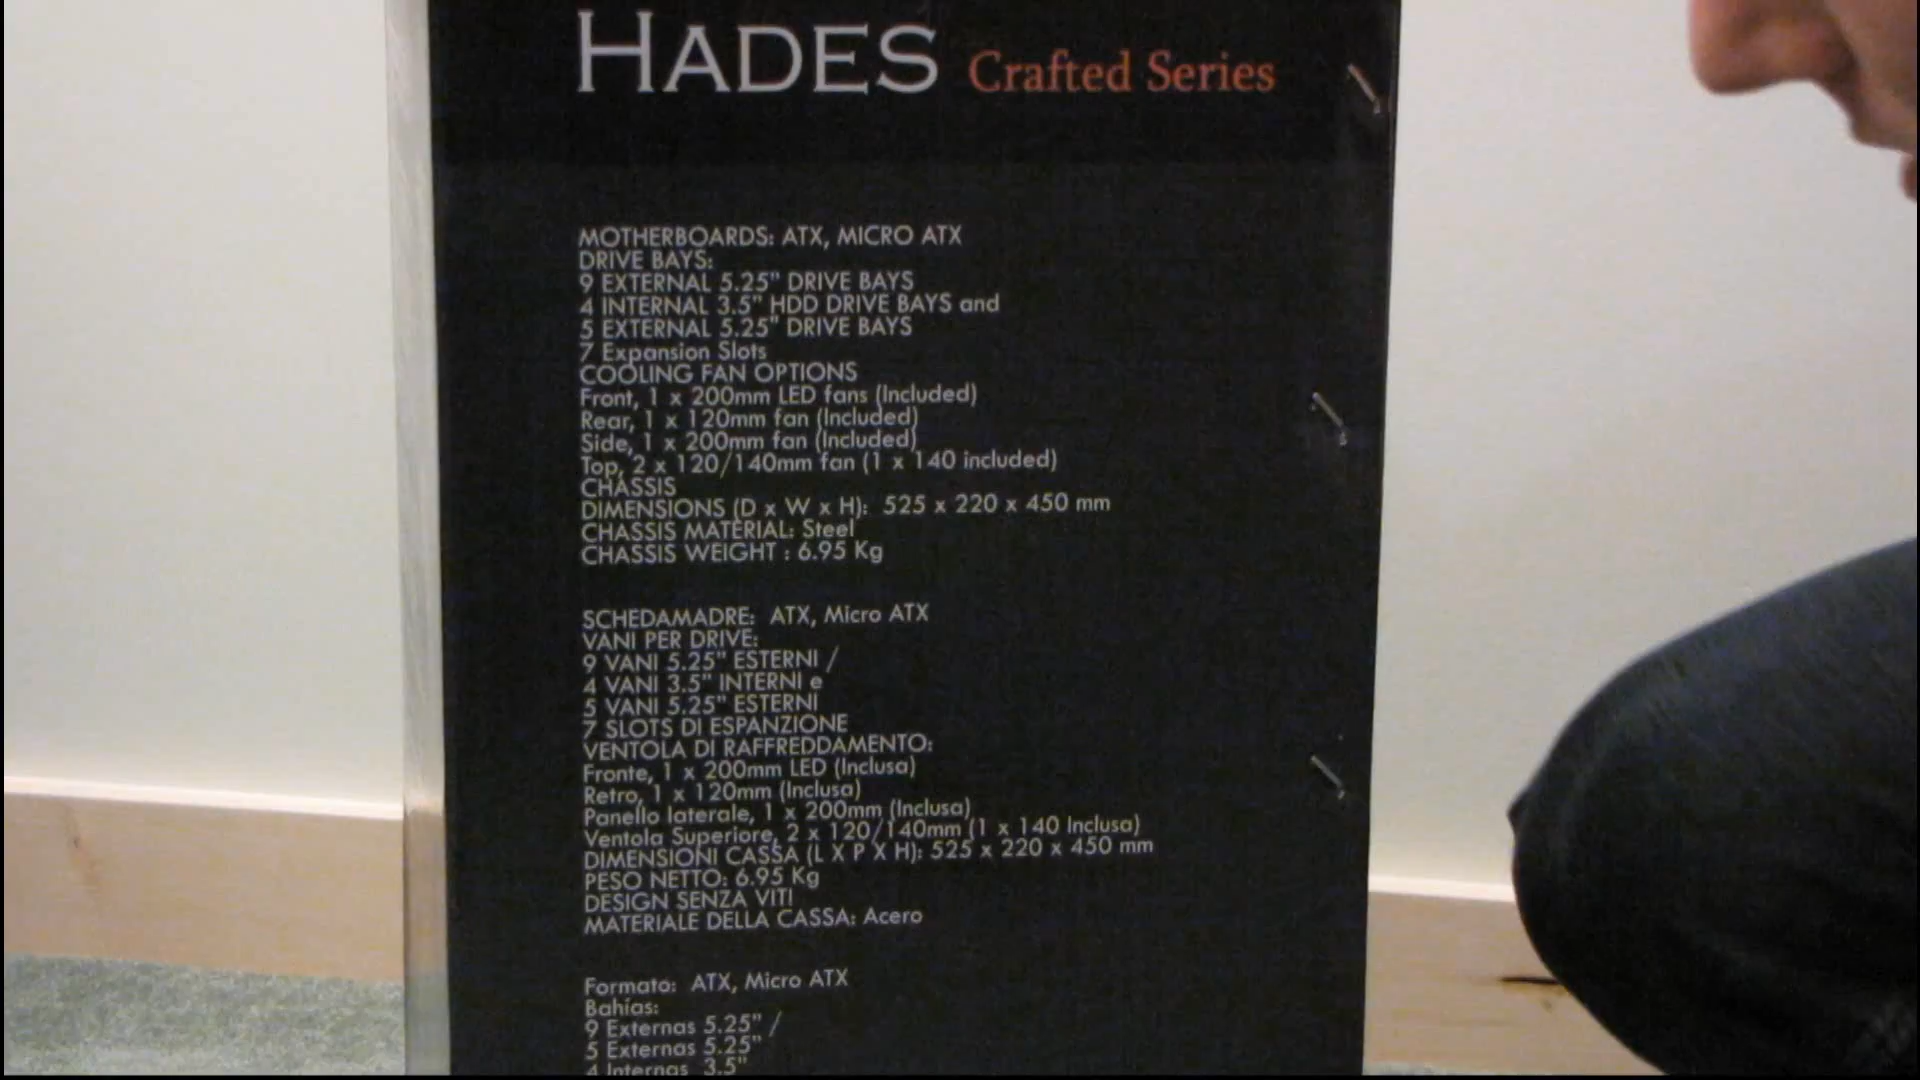 HADES Crafted Series
MOTHERBOARDS: ATX, MICRO ATX
DRIVE BAYS:
9 EXTERNAL 5.25" DRIVE BAYS
4 INTERNAL 3.5" HDD DRIVE BAYS and
5 EXTERNAL 5.25" DRIVE BAYS
7 Expansion Slots
COOLING FAN OPTIONS
Front, 1 x 200mm LED fans (Included)
Rear, 1 x 120mm fan (Included)
Side, 1 x 200mm fan (Included)
Top, 2 x 120/140mm fan (1 x 140 included)
CHASSIS
DIMENSIONS (D x W x H): 525 x 220 x 450 mm
CHASSIS MATERIAL: Steel
CHASSIS WEIGHT : 6.95 Kg
SCHEDAMADRE: ATX, Micro ATX
VANI PER DRIVE:
9 VANI 5.25" ESTERNI /
4 VANI 3.5" INTERNI e
5 VANI 5.25" ESTERNI
7 SLOTS DI ESPANZIONE
VENTOLA DI RAFFREDDAMENTO:
Fronte, 1 x 200mm LED (Inclusa)
Retro, 1 x 120mm (Inclusa)
Panello laterale, 1 x 200mm (Inclusa)
Ventola Superiore, 2 x 120/140mm (1 x 140 Inclusa)
DIMENSIONI CASSA (L X P X H): 525 x 220 x 450 mm
PESO NETTO: 6.95 Kg
DESIGN SENZA VITI
MATERIALE DELLA CASSA: Acero
Formato: ATX, Micro ATX
Bahías:
9 Externas 5.25" /
5 Externas 5.25"
4 Internas 3.5"